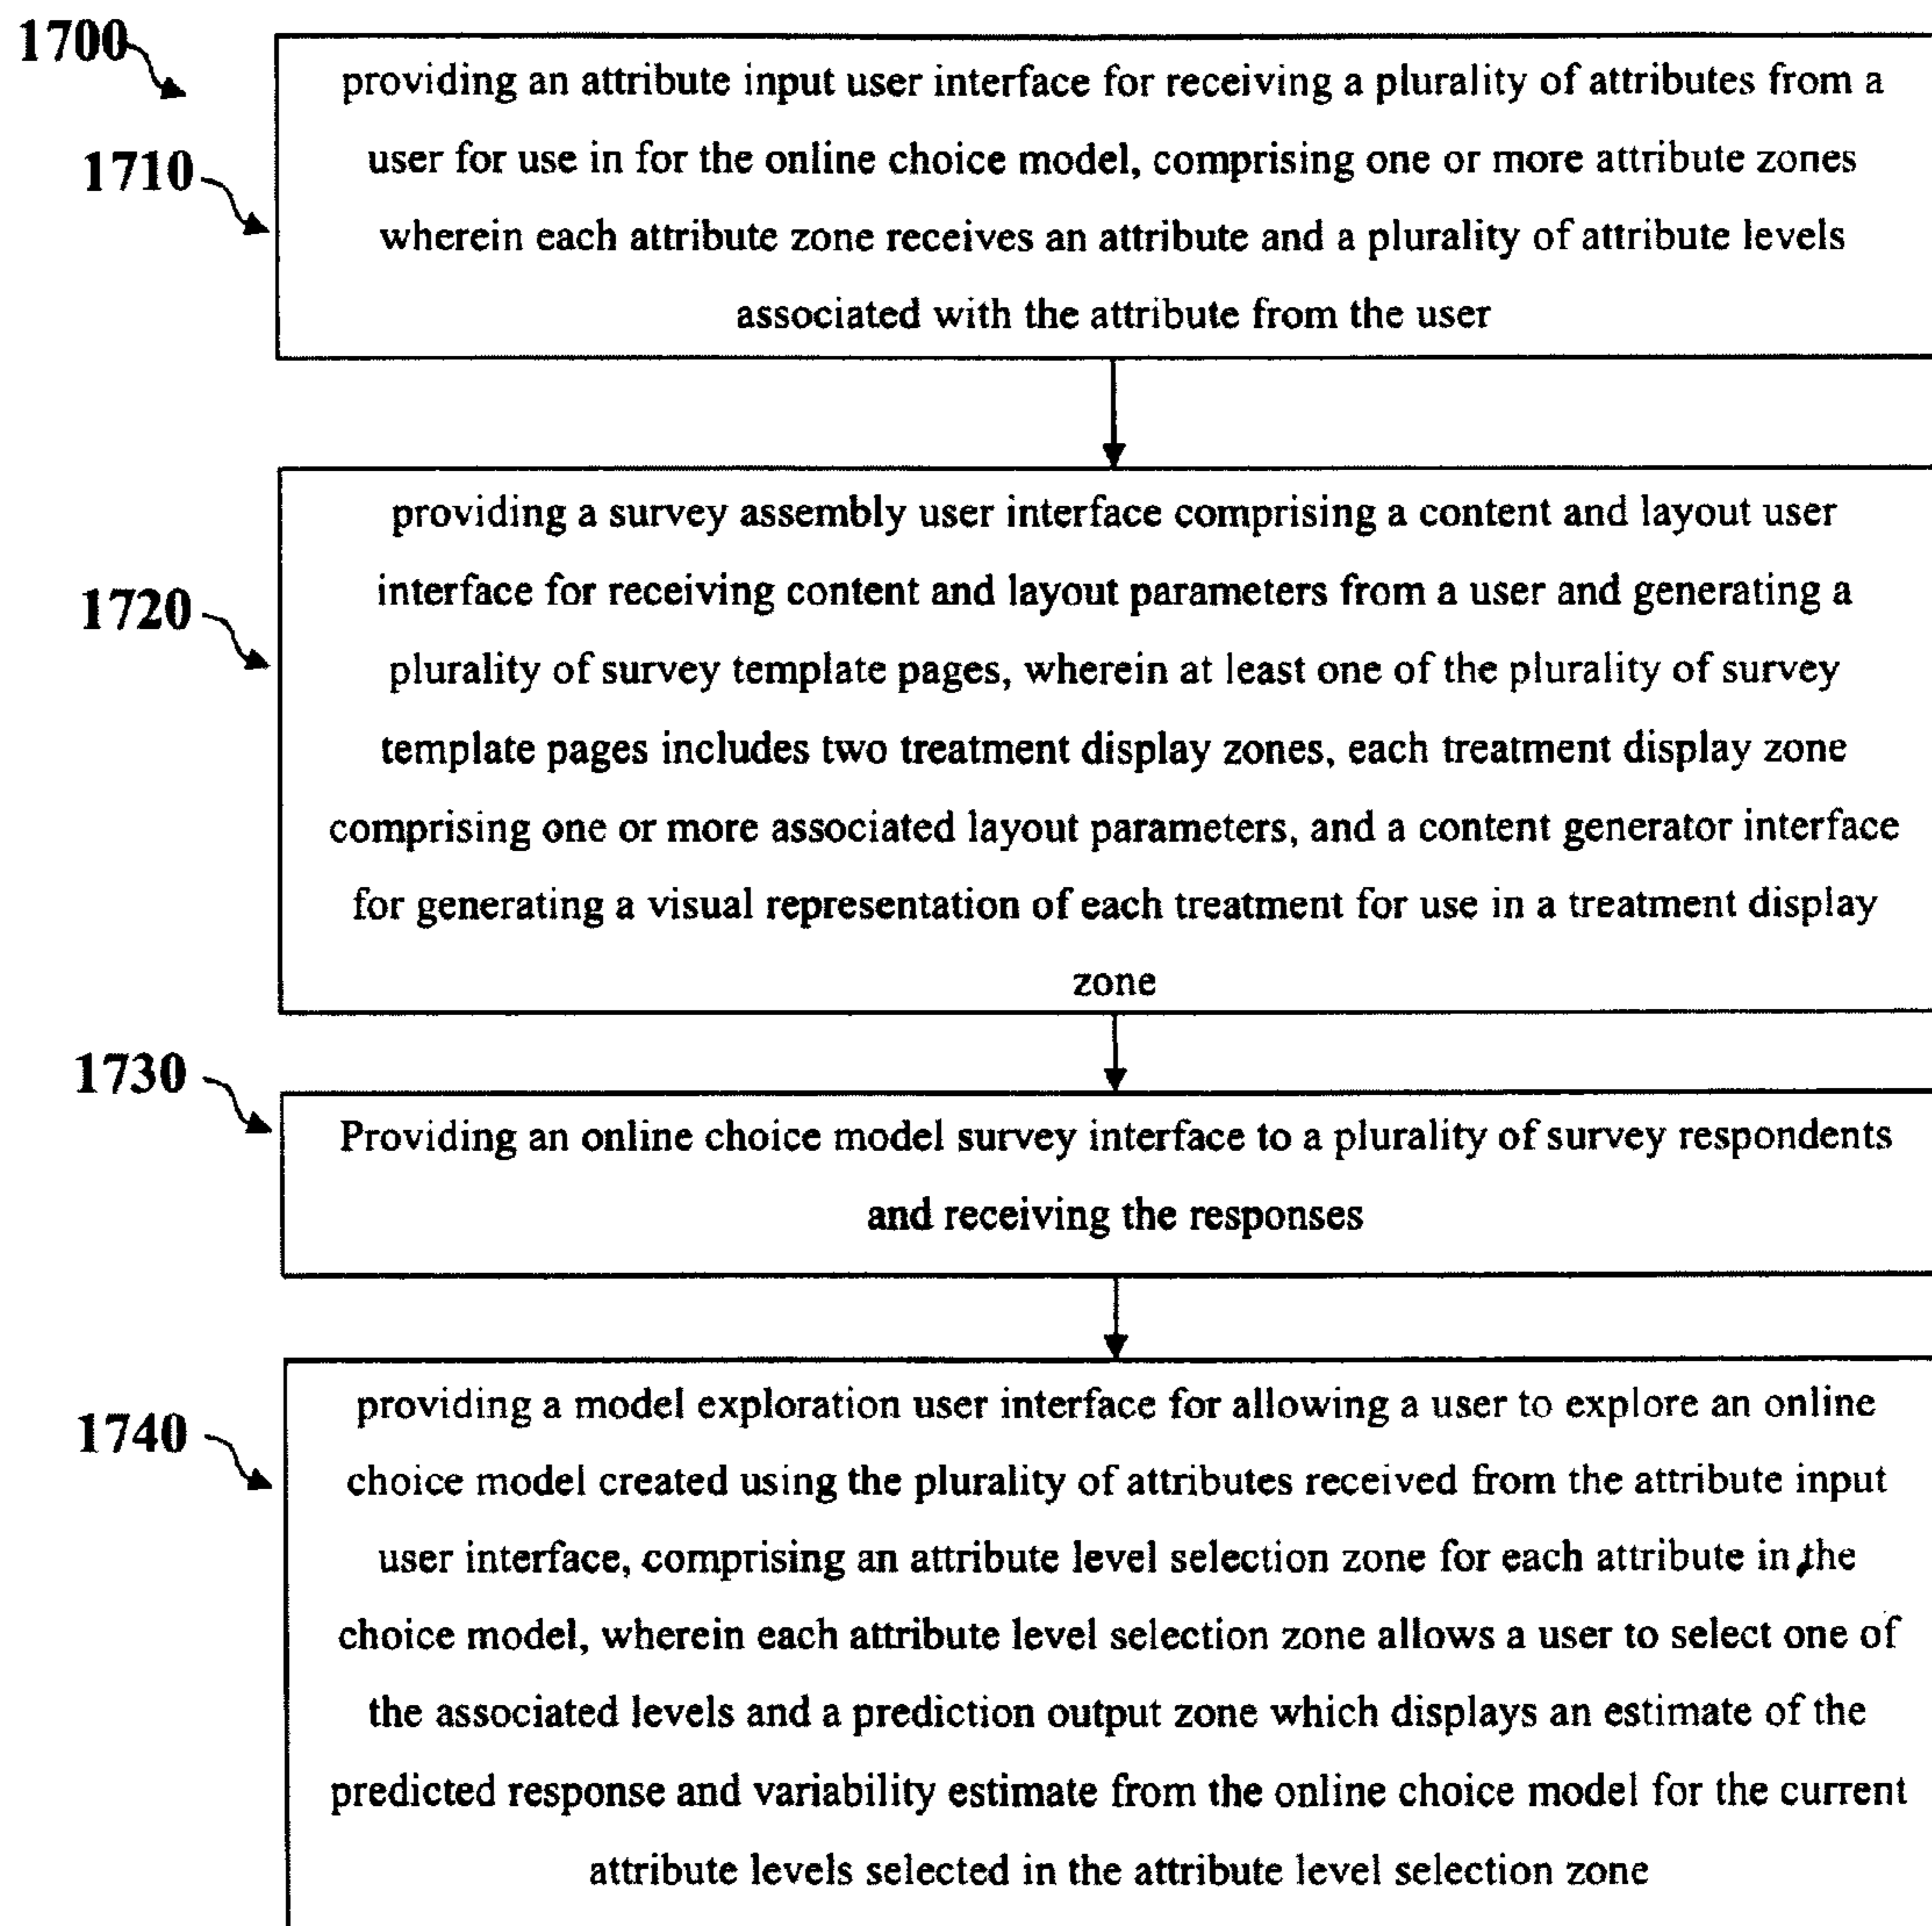 1700
providing an attribute input user interface for receiving a plurality of attributes from a
1710
user for use in for the online choice model, comprising one or more attribute zones
wherein each attribute zone receives an attribute and a plurality of attribute levels
associated with the attribute from the user
providing a survey assembly user interface comprising a content and layout user
1720
interface for receiving content and layout parameters from a user and generating a
plurality of survey template pages, wherein at least one of the plurality of survey
template pages includes two treatment display zones, each treatment display zone
comprising one or more associated layout parameters, and a content generator interface
for generating a visual representation of each treatment for use in a treatment display
zone
1730
Providing an online choice model survey interface to a plurality of survey respondents
and receiving the responses
1740
providing a model exploration user interface for allowing a user to explore an online
choice model created using the plurality of attributes received from the attribute input
user interface, comprising an attribute level selection zone for each attribute in the
choice model, wherein each attribute level selection zone allows a user to select one of
the associated levels and a prediction output zone which displays an estimate of the
predicted response and variability estimate from the online choice model for the current
attribute levels selected in the attribute level selection zone